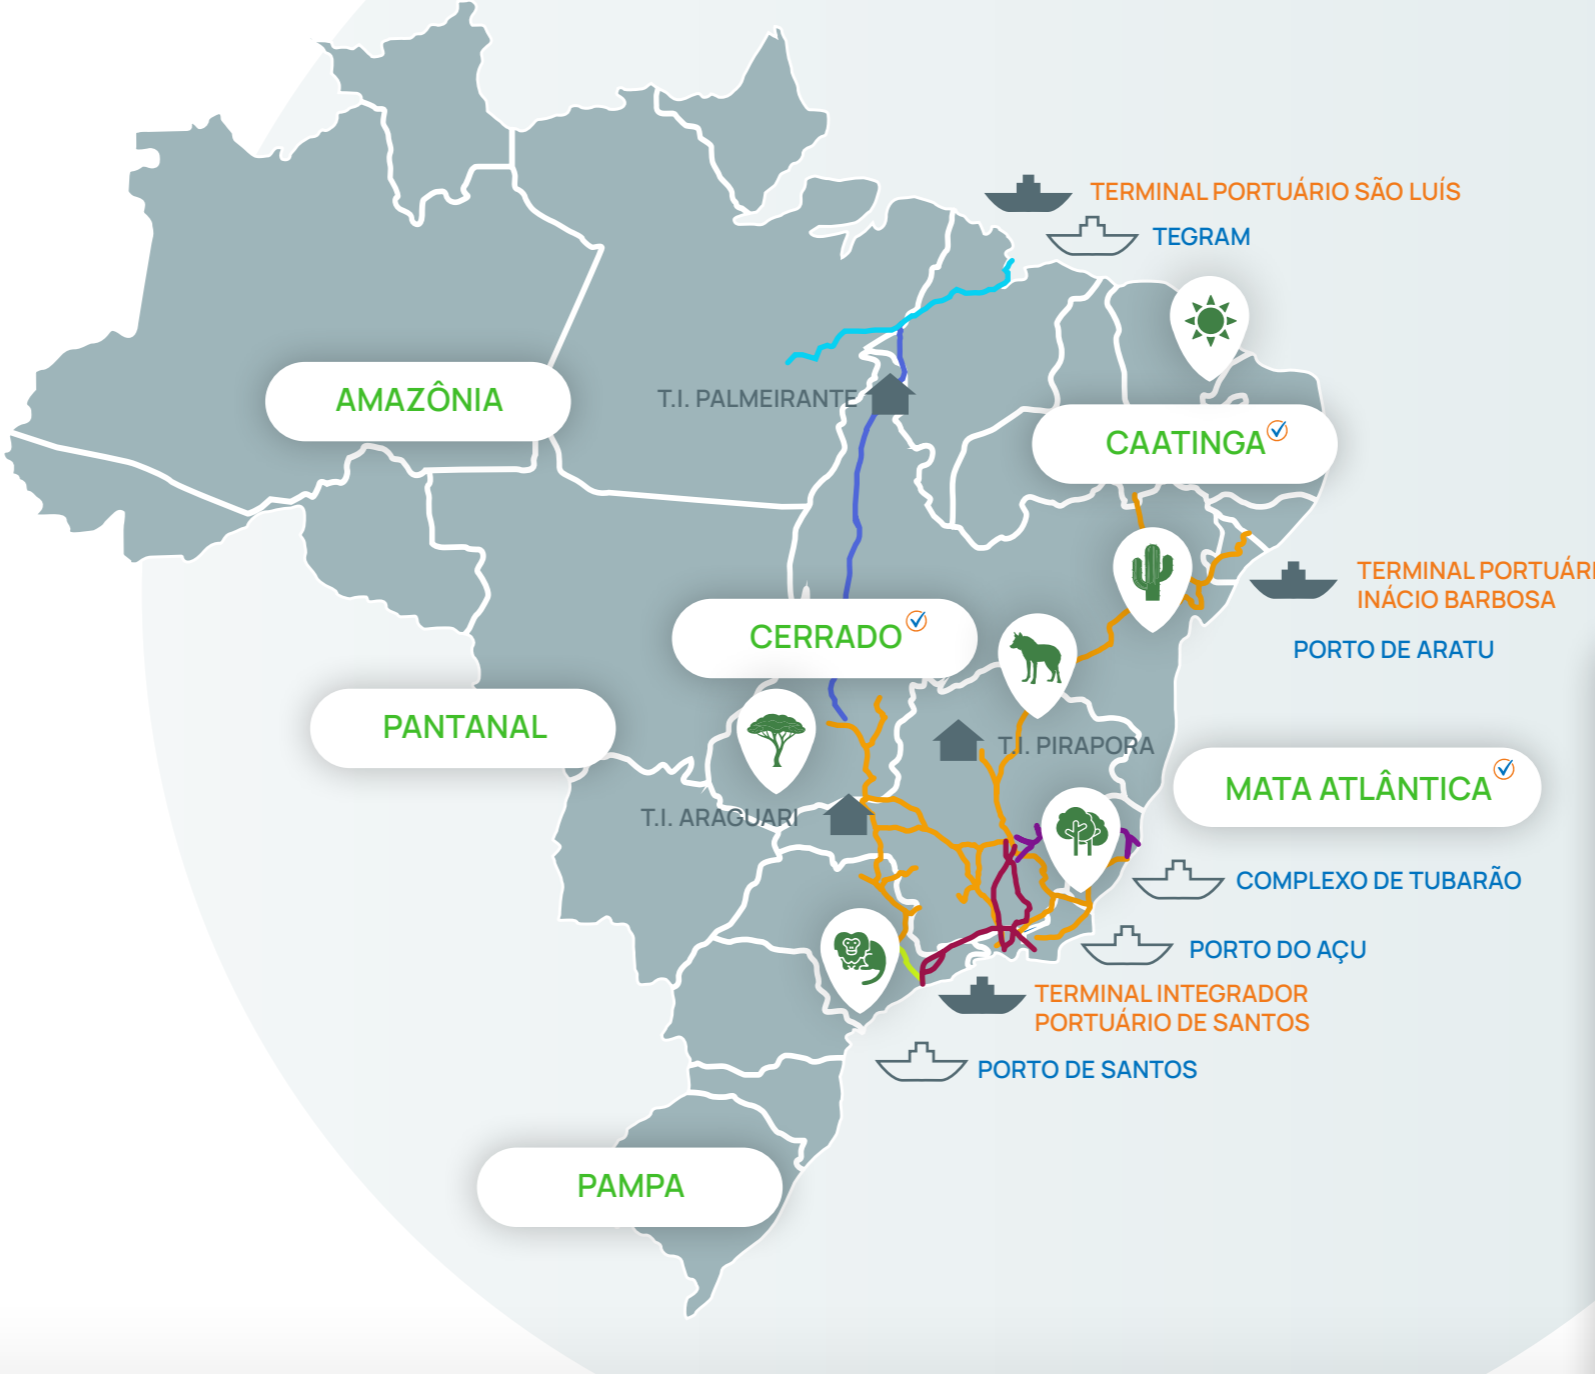 TERMINAL PORTUÁRIO SÃO LUÍS
TEGRAM
AMAZÔNIA
T.I. PALMEIRANTE
CAATINGA
TERMINAL PORTUÁRI
INÁCIO BARBOSA
CERRADO
PORTO DE ARATU
PANTANAL
T.I. PIRAPORA
MATA ATLÂNTICA
T.I. ARAGUARI
COMPLEXO DE TUBARÃO
PORTO DO AÇU
TERMINAL INTEGRADOR
PORTUÁRIO DE SANTOS
PORTO DE SANTOS
PAMPA